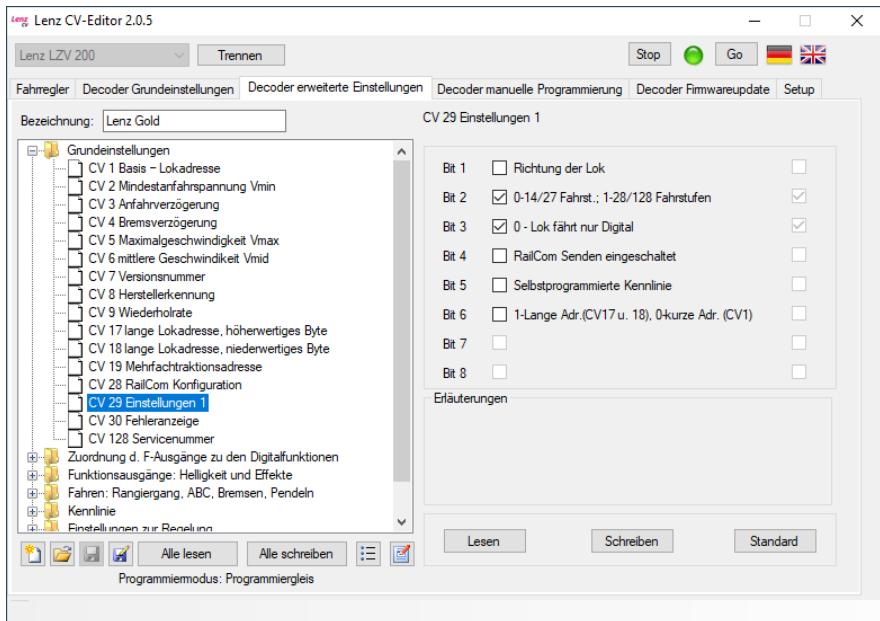 Lenz CV Lenz CV-Editor 2.0.5
Lenz LZV 200 Trennen Stop Go
Fahrregler Decoder Grundeinstellungen Decoder erweiterte Einstellungen Decoder manuelle Programmierung Decoder Firmwareupdate Setup
Bezeichnung: Lenz Gold
Grundeinstellungen
CV 1 Basis – Lokadresse
CV 2 Mindestanfahrspannung Vmin
CV 3 Anfahrverzögerung
CV 4 Bremsverzögerung
CV 5 Maximalgeschwindigkeit Vmax
CV 6 mittlere Geschwindikeit Vmid
CV 7 Versionsnummer
CV 8 Herstellerkennung
CV 9 Wiederholrate
CV 17 lange Lokadresse, höherwertiges Byte
CV 18 lange Lokadresse, niederwertiges Byte
CV 19 Mehrfachtraktionsadresse
CV 28 RailCom Konfiguration
CV 29 Einstellungen 1
CV 30 Fehleranzeige
CV 128 Servicenummer
Zuordnung d. F-Ausgänge zu den Digitalfunktionen
Funktionsausgänge: Helligkeit und Effekte
Fahren: Rangiergang, ABC, Bremsen, Pendeln
Kennlinie
Einstellungen zur Regelung
Alle lesen Alle schreiben
Programmiermodus: Programmiergleis
CV 29 Einstellungen 1
Bit 1 Richtung der Lok
Bit 2 0-14/27 Fahrst.; 1-28/128 Fahrstufen
Bit 3 0 - Lok fährt nur Digital
Bit 4 RailCom Senden eingeschaltet
Bit 5 Selbstprogrammierte Kennlinie
Bit 6 1-Lange Adr.(CV17 u. 18), 0-kurze Adr. (CV1)
Bit 7
Bit 8
Erläuterungen
Lesen Schreiben Standard